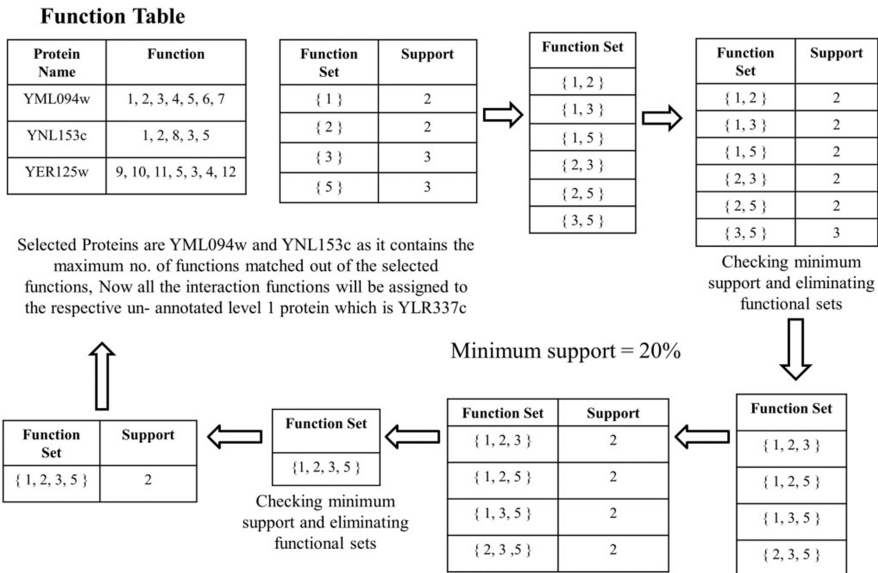 Function Table
Protein Name Function
YML094w 1, 2, 3, 4, 5, 6, 7
YNL153c 1, 2, 8, 3, 5
YER125w 9, 10, 11, 5, 3, 4, 12
Function Set Support
{ 1 } 2
{ 2 } 2
{ 3 } 3
{ 5 } 3
Function Set
{ 1, 2 }
{ 1, 3 }
{ 1, 5 }
{ 2, 3 }
{ 2, 5 }
{ 3, 5 }
Function Set Support
{ 1, 2 } 2
{ 1, 3 } 2
{ 1, 5 } 2
{ 2, 3 } 2
{ 2, 5 } 2
{ 3, 5 } 3
Checking minimum
support and eliminating
functional sets
Minimum support = 20%
Function Set
{ 1, 2, 3 }
{ 1, 2, 5 }
{ 1, 3, 5 }
{ 2, 3, 5 }
Function Set Support
{ 1, 2, 3 } 2
{ 1, 2, 5 } 2
{ 1, 3, 5 } 2
{ 2, 3 ,5 } 2
Function Set
{1, 2, 3, 5 }
Checking minimum
support and eliminating
functional sets
Function Set Support
{ 1, 2, 3, 5 } 2
Selected Proteins are YML094w and YNL153c as it contains the
maximum no. of functions matched out of the selected
functions, Now all the interaction functions will be assigned to
the respective un- annotated level 1 protein which is YLR337c